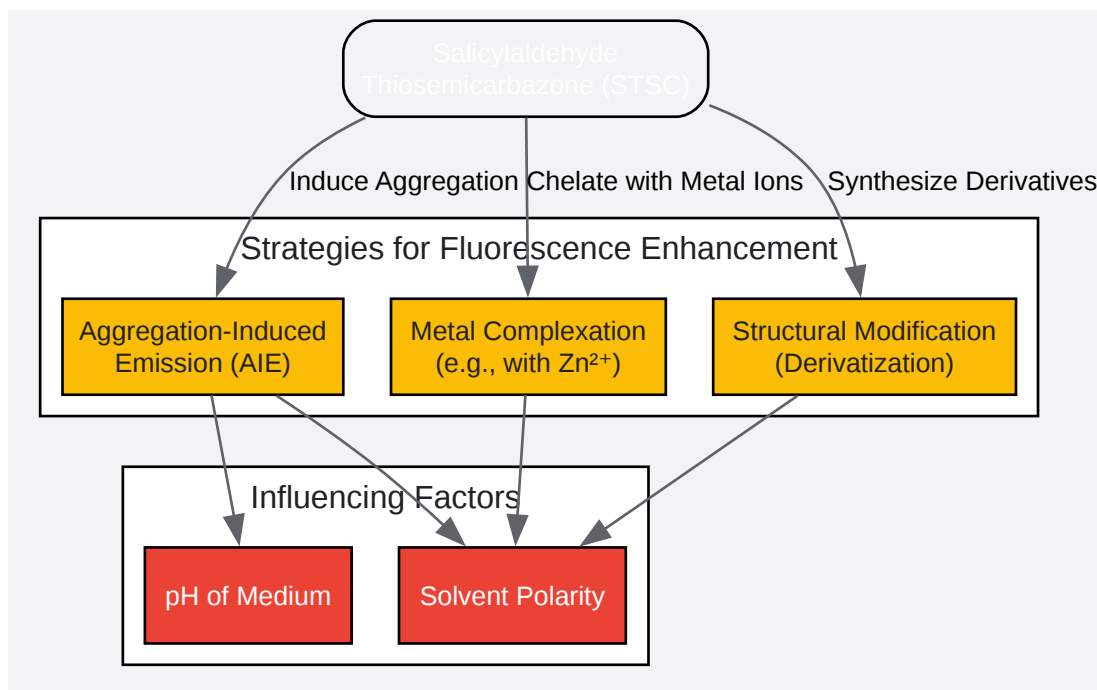 Salicylaldehyde
Thiosemicarbazone (STSC)
Induce Aggregation
Chelate with Metal Ions
Synthesize Derivatives
Strategies for Fluorescence Enhancement
Aggregation-Induced
Emission (AIE)
Metal Complexation
(e.g., with Zn²⁺)
Structural Modification
(Derivatization)
Influencing Factors
pH of Medium
Solvent Polarity